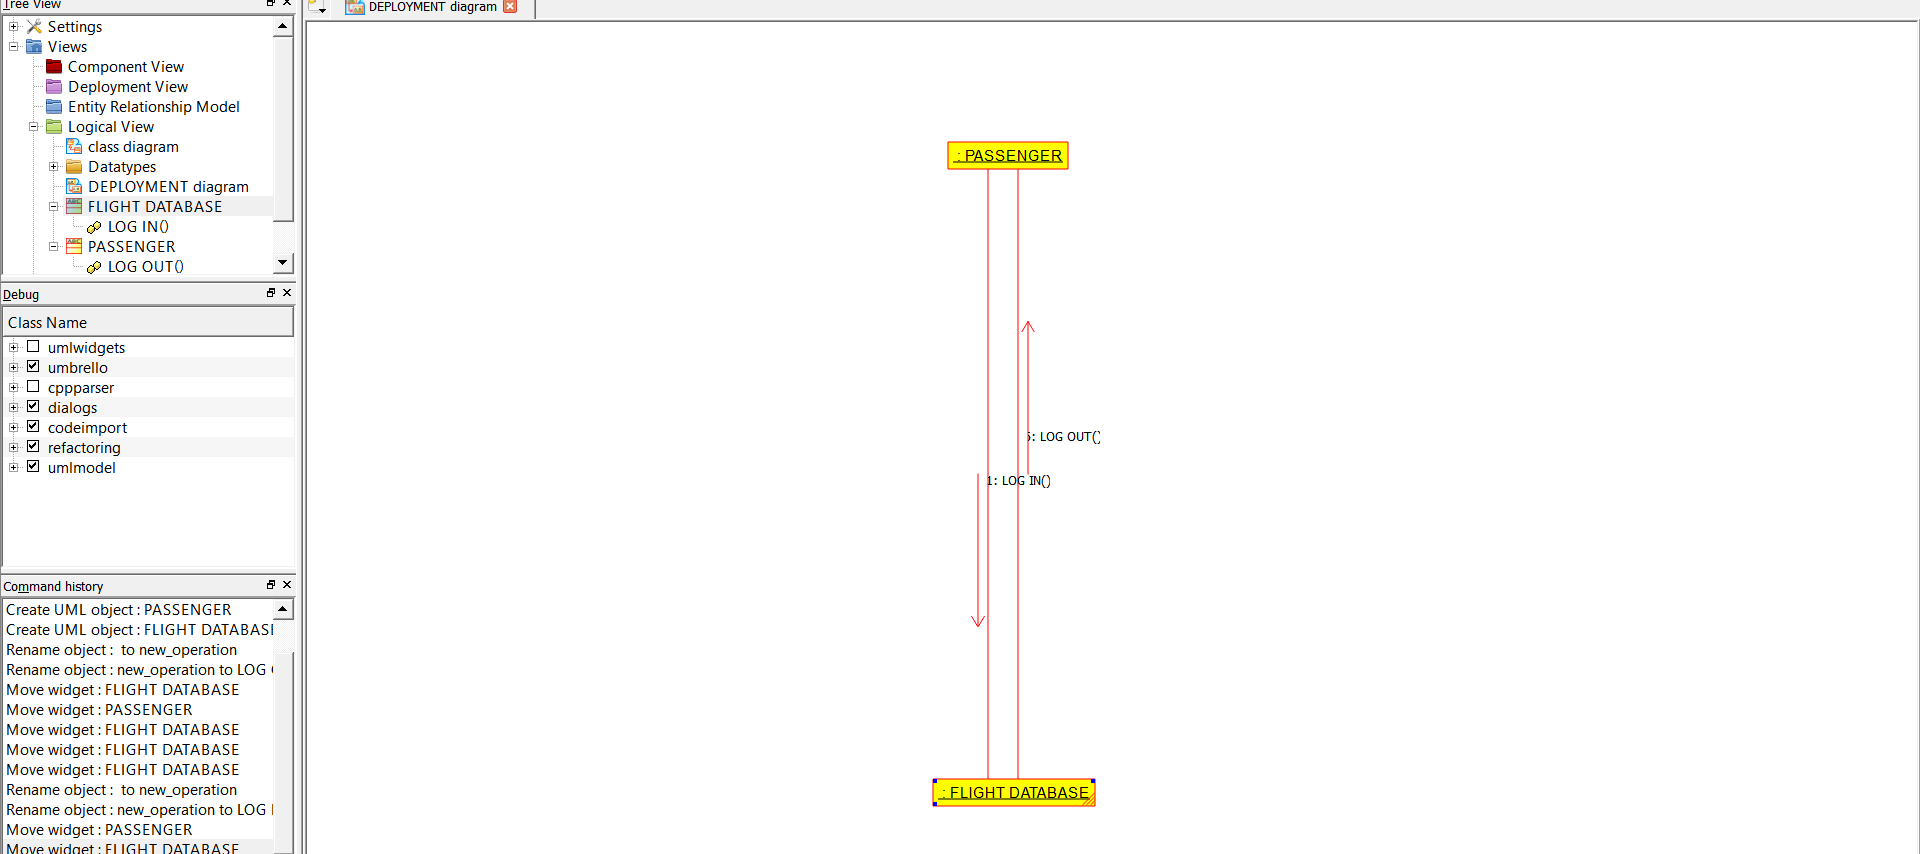 Tree View
Settings
Views
Component View
Deployment View
Entity Relationship Model
Logical View
class diagram
Datatypes
DEPLOYMENT diagram
FLIGHT DATABASE
LOG IN()
PASSENGER
LOG OUT()
Debug
Class Name
umlwidgets
umbrello
cppparser
dialogs
codeimport
refactoring
umlmodel
Command history
Create UML object : PASSENGER
Create UML object : FLIGHT DATABASE
Rename object :  to new_operation
Rename object : new_operation to LOG
Move widget : FLIGHT DATABASE
Move widget : PASSENGER
Move widget : FLIGHT DATABASE
Move widget : FLIGHT DATABASE
Move widget : FLIGHT DATABASE
Rename object :  to new_operation
Rename object : new_operation to LOG
Move widget : PASSENGER
Move widget : FLIGHT DATABASE
DEPLOYMENT diagram
: PASSENGER
LOG OUT()
1: LOG IN()
: FLIGHT DATABASE